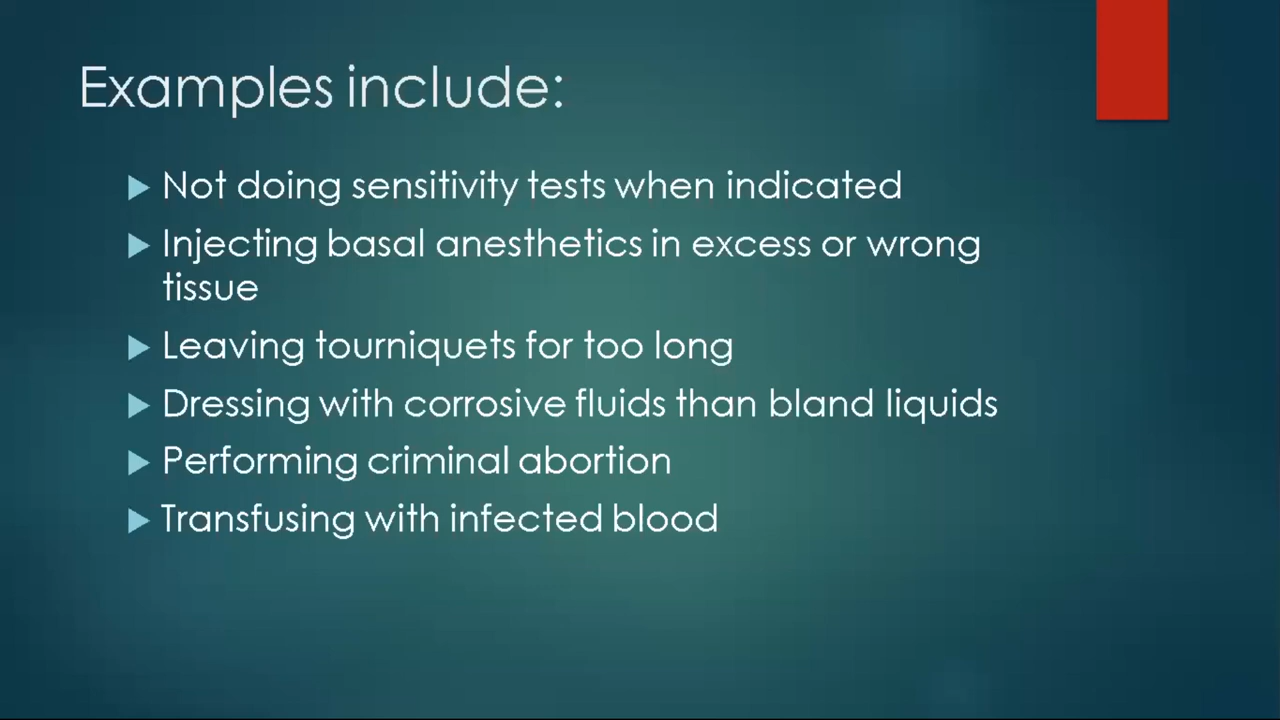 Examples include:
Not doing sensitivity tests when indicated
Injecting basal anesthetics in excess or wrong
tissue
Leaving tourniquets for too long
Dressing with corrosive fluids than bland liquids
Performing criminal abortion
Transfusing with infected blood